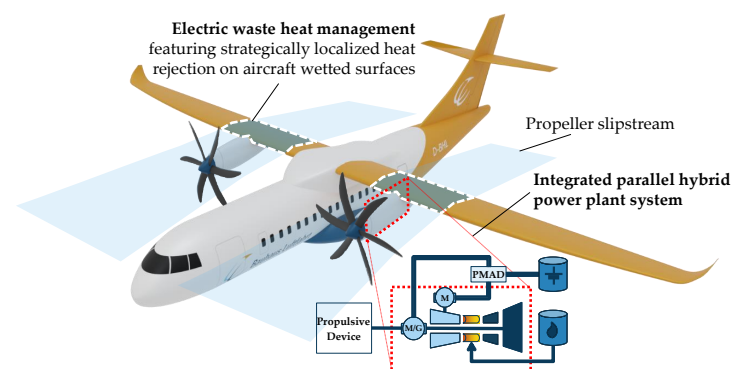 Electric waste heat management
featuring strategically localized heat
rejection on aircraft wetted surfaces
Propeller slipstream
Integrated parallel hybrid
power plant system
D-BHL
PMAD
M
Propulsive
Device
M/G